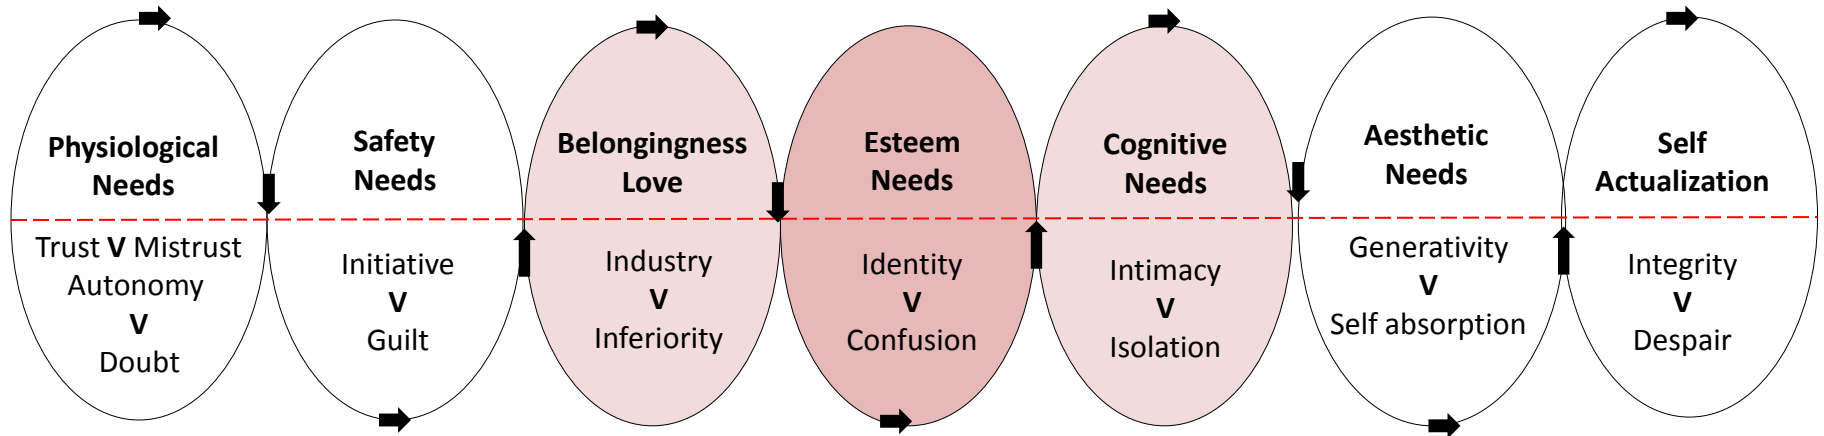 Physiological
Needs
Trust V Mistrust
Autonomy
V
Doubt
Safety
Needs
Initiative
V
Guilt
Belongingness
Love
Industry
V
Inferiority
Esteem
Needs
Identity
V
Confusion
Cognitive
Needs
Intimacy
V
Isolation
Aesthetic
Needs
Generativity
V
Self absorption
Self
Actualization
Integrity
V
Despair